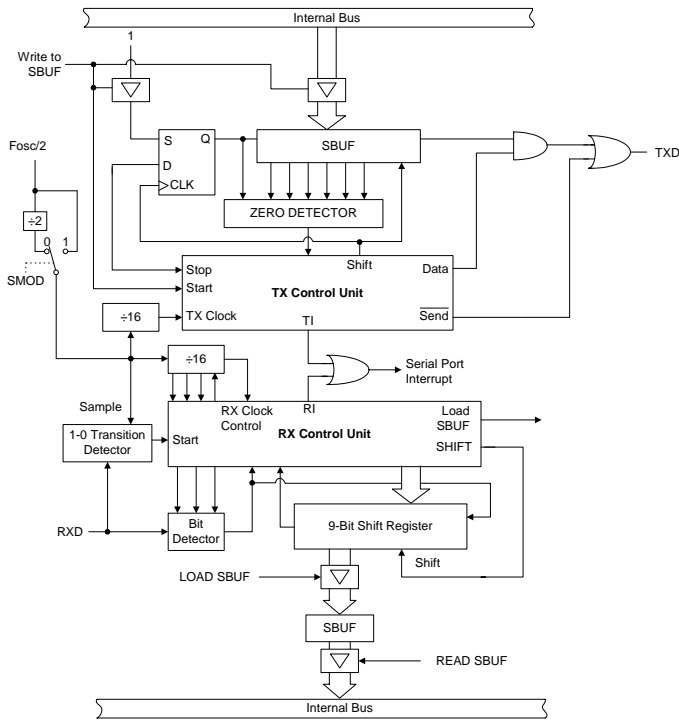 Internal Bus
1
Write to
SBUF
S
Q
D
CLK
SBUF
TXD
Fosc/2
÷2
0
1
SMOD
ZERO DETECTOR
Shift
Stop
Start
TX Clock
TX Control Unit
TI
Data
Send
÷16
÷16
Serial Port
Interrupt
Sample
1-0 Transition
Detector
Start
RX Clock
Control
RI
RX Control Unit
Load
SBUF
SHIFT
RXD
Bit
Detector
9-Bit Shift Register
Shift
LOAD SBUF
SBUF
READ SBUF
Internal Bus